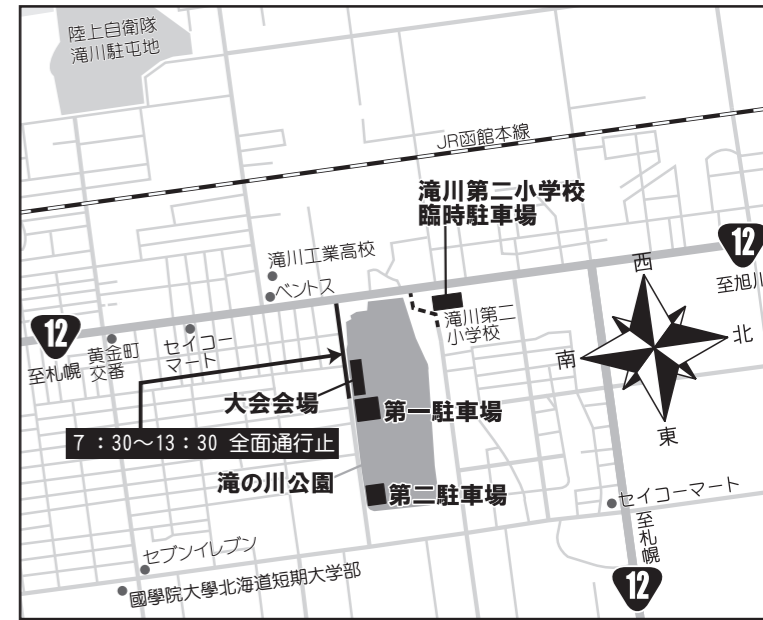 陸上自衛隊
滝川駐屯地
JR函館本線
滝川第二小学校
臨時駐車場
滝川工業高校
ベントス
12
至旭川
西
12
至札幌
黄金町
交番
セイコー
マート
滝川第二
小学校
南
北
大会会場
第一駐車場
東
7：30～13：30 全面通行止
滝の川公園
第二駐車場
セイコーマート
至札幌
セブンイレブン
國學院大學北海道短期大学部
12